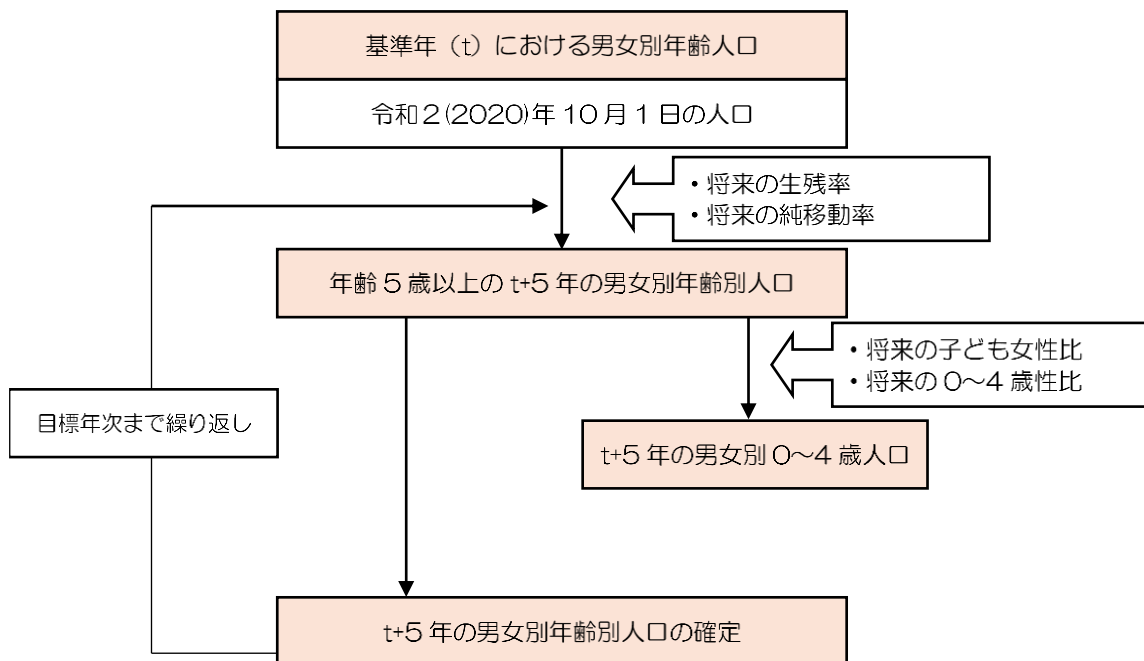 基準年（t）における男女別年齢人口
令和２(2020)年 10 月 1 日の人口
・将来の生残率
・将来の純移動率
年齢５歳以上の t+5 年の男女別年齢別人口
・将来の子ども女性比
・将来の０～４歳性比
目標年次まで繰り返し
t+5 年の男女別０～４歳人口
t+5 年の男女別年齢別人口の確定